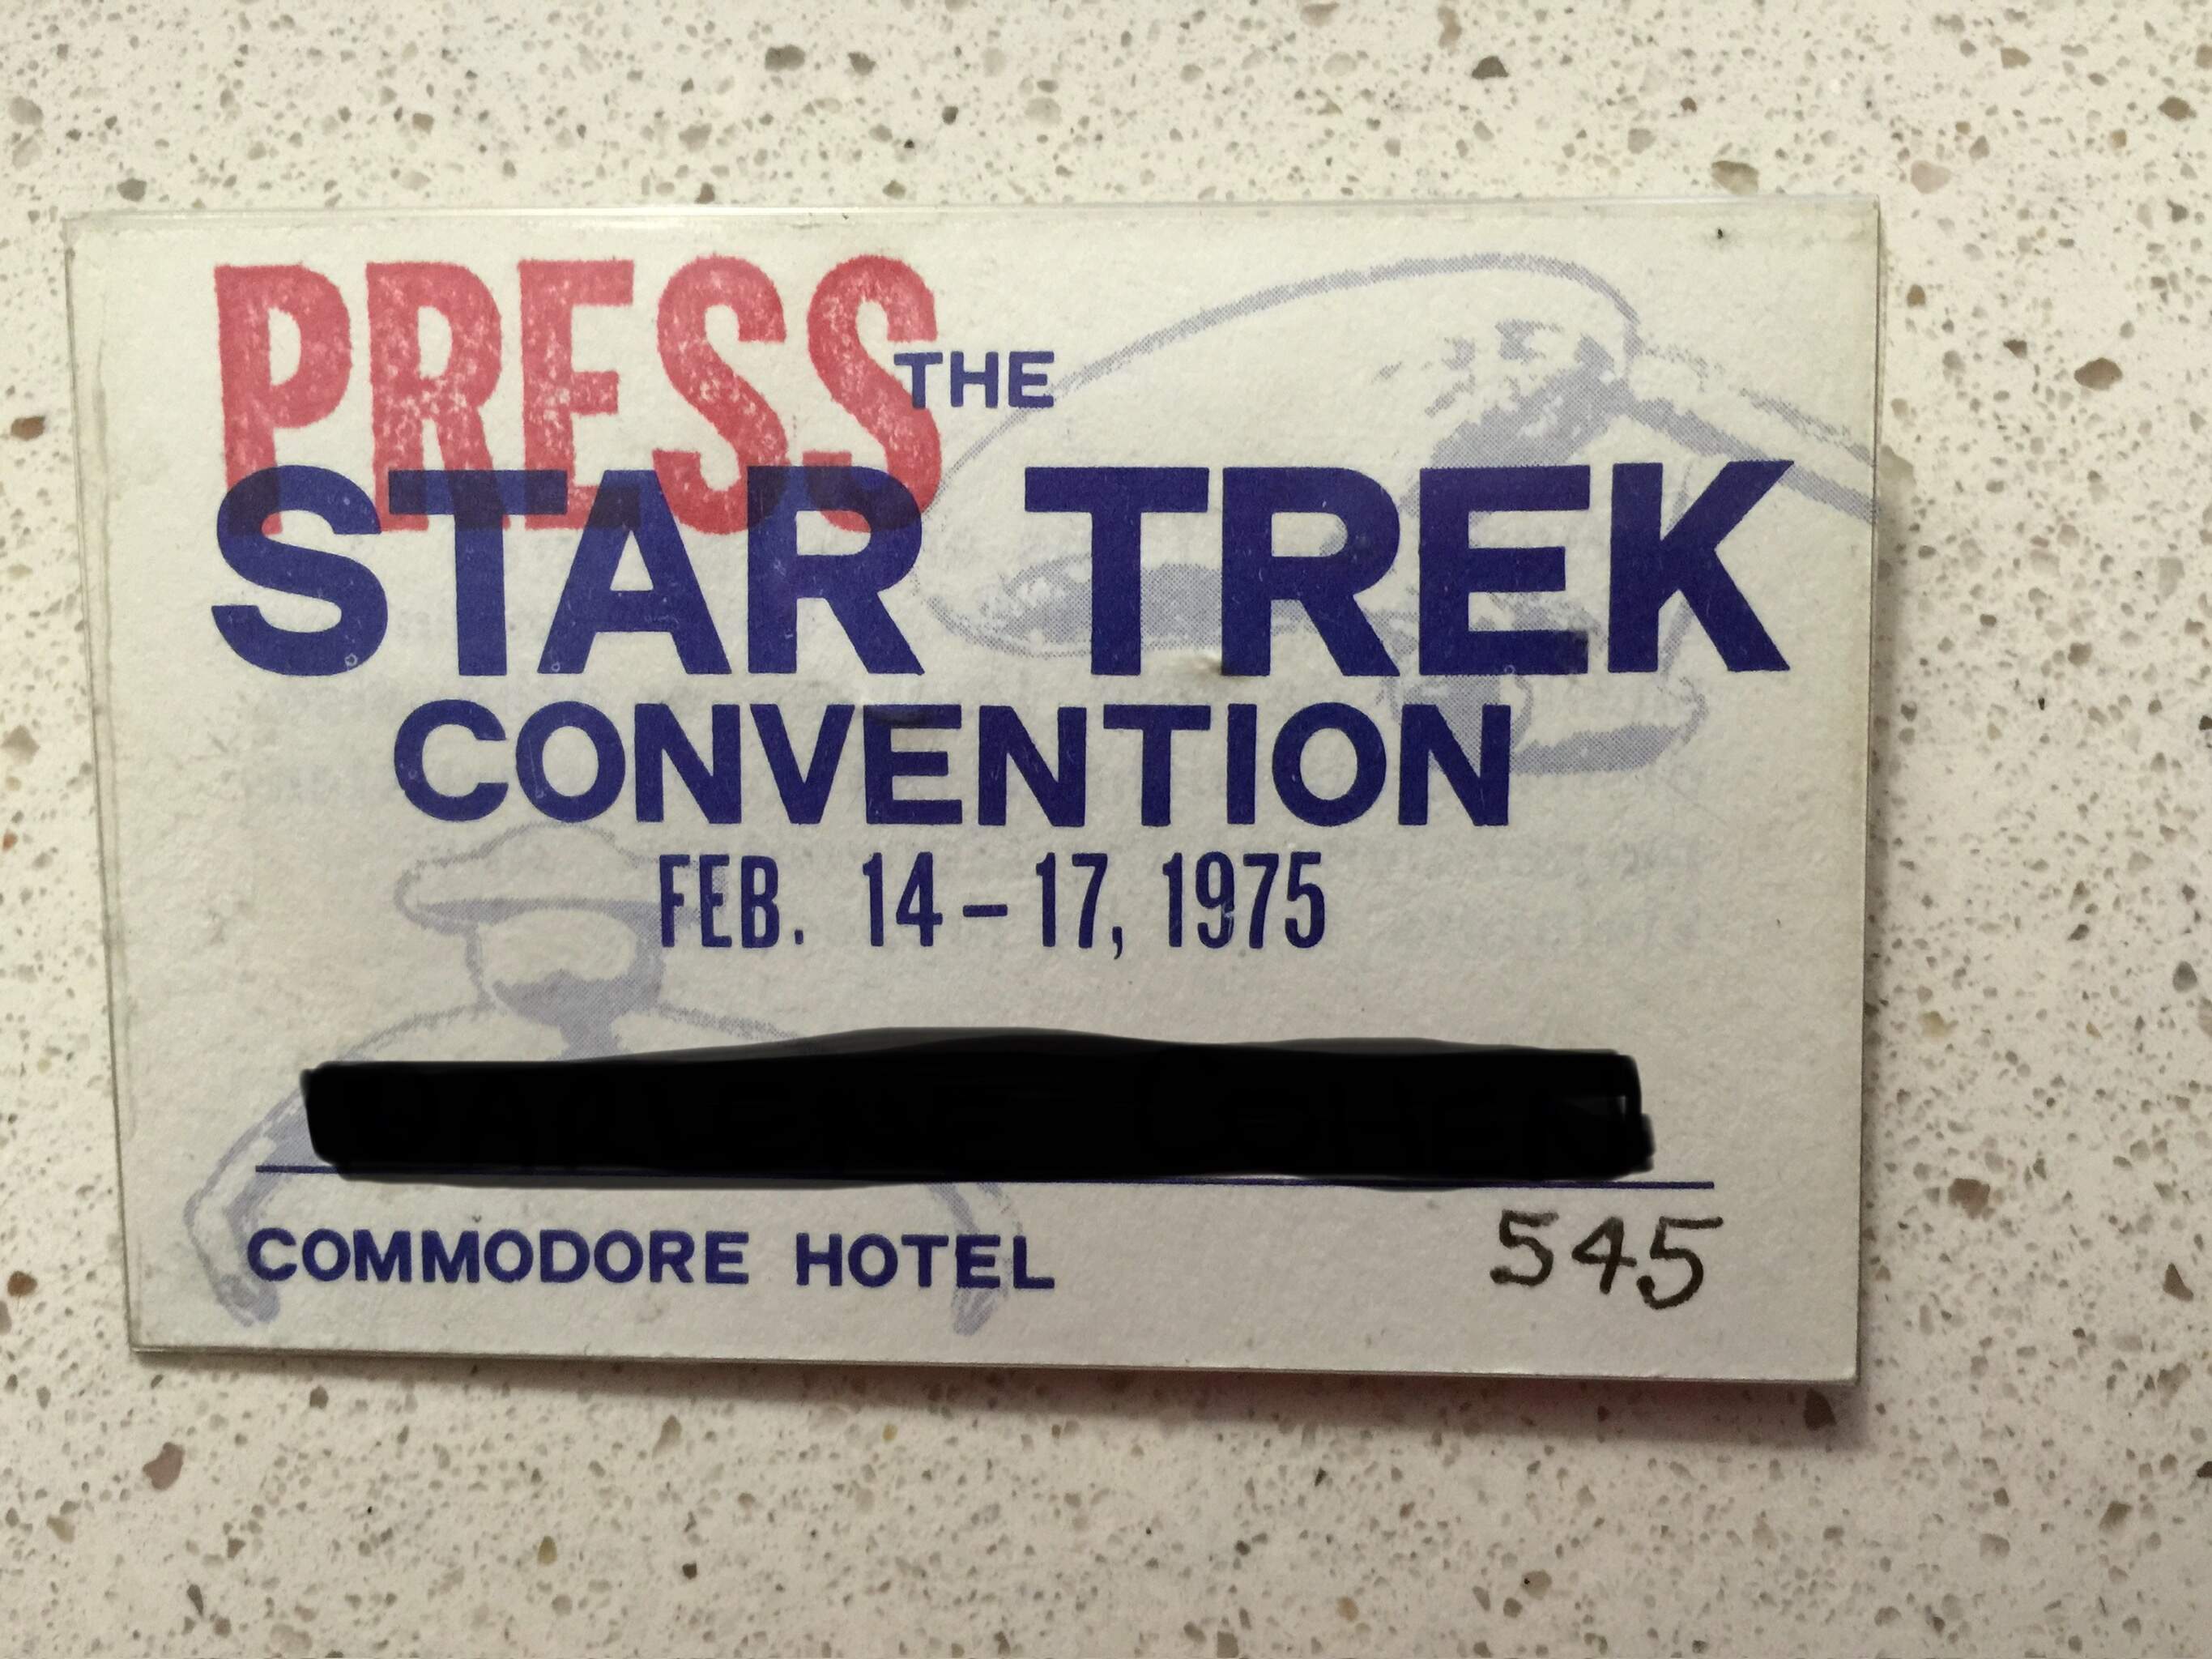 PRESS
THE
STAR TREK
CONVENTION
FEB. 14-17, 1975
COMMODORE HOTEL
545